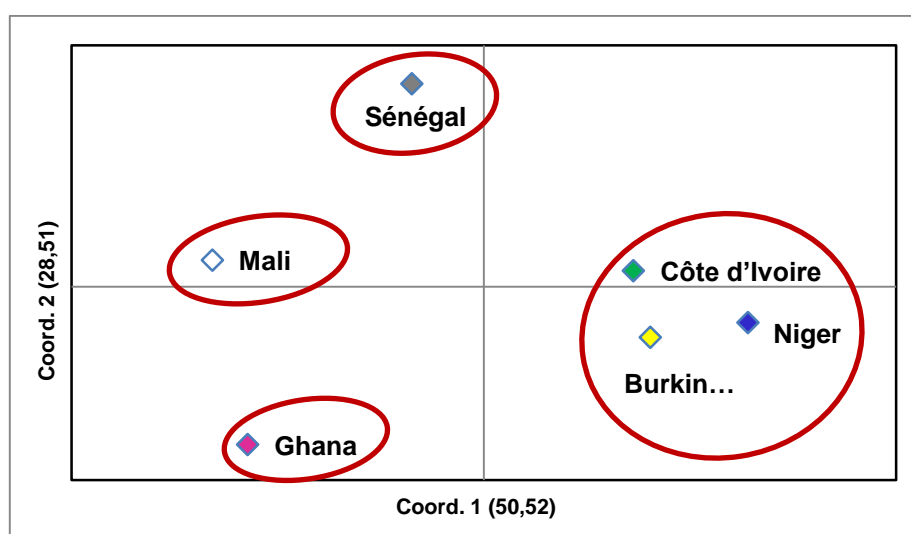 Sénégal
Mali
Côte d'Ivoire
Niger
Burkin…
Ghana
Coord. 2 (28,51)
Coord. 1 (50,52)